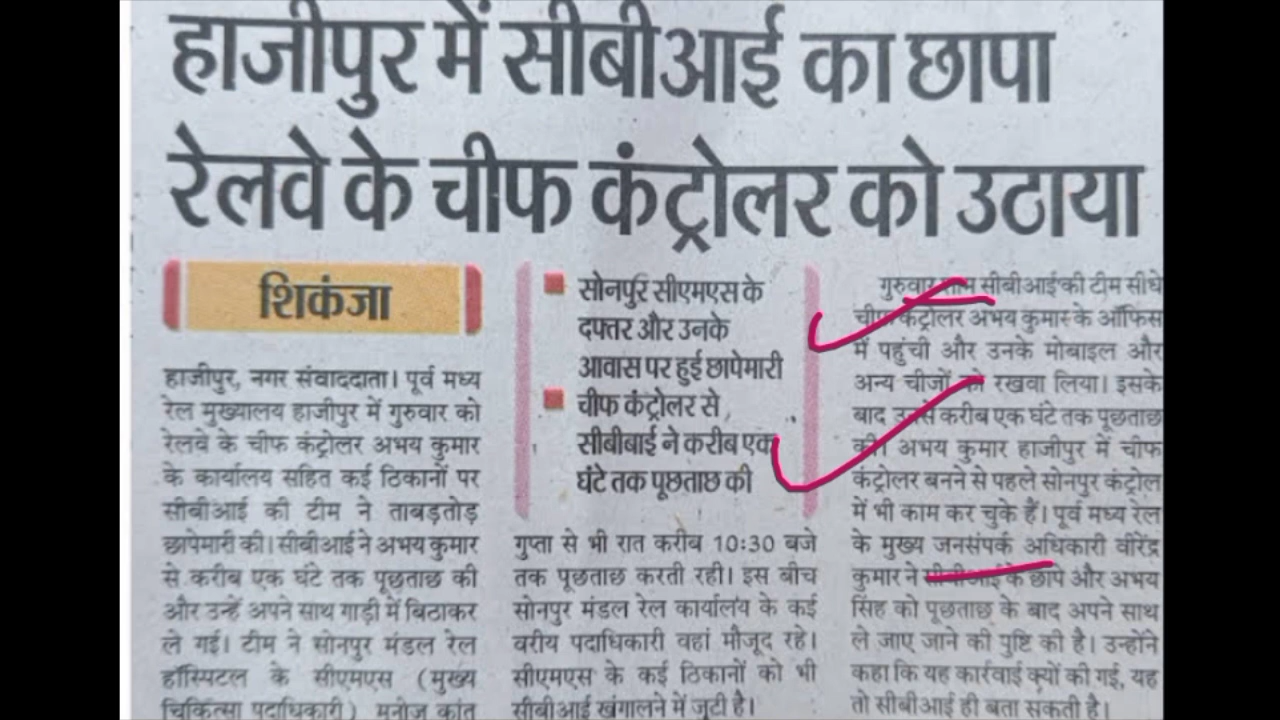 हाजीपुर में सीबीआई का छापा
रेलवे के चीफ कंट्रोलर को उठाया
शिकंजा
हाजीपुर, नगर संवाददाता। पूर्व मध्य
रेल मुख्यालय हाजीपुर में गुरुवार को
रेलवे के चीफ कंट्रोलर अभय कुमार
के कार्यालय सहित कई ठिकानों पर
सीबीआई की टीम ने ताबड़तोड़
छापेमारी की। सीबीआई ने अभय कुमार
से करीब एक घंटे तक पूछताछ की
और उन्हें अपने साथ गाड़ी में बिठाकर
ले गई। टीम ने सोनपुर मंडल रेल
हॉस्पिटल के सीएमएस (मुख्य
चिकित्सा पदाधिकारी) मनोज कांत
सोनपुर सीएमएस के
दफ्तर और उनके
आवास पर हुई छापेमारी
चीफ कंट्रोलर से
सीबीबाई ने करीब एक
घंटे तक पूछताछ की
गुप्ता से भी रात करीब 10:30 बजे
तक पूछताछ करती रही। इस बीच
सोनपुर मंडल रेल कार्यालय के कई
वरीय पदाधिकारी वहां मौजूद रहे।
सीएमएस के कई ठिकानों को भी
सीबीआई खंगालने में जुटी है।
गुरुवार शाम सीबीआई की टीम सीधे
चीफ कंट्रोलर अभय कुमार के ऑफिस
में पहुंची और उनके मोबाइल और
अन्य चीजों को रखवा लिया। इसके
बाद उनसे करीब एक घंटे तक पूछताछ
की। अभय कुमार हाजीपुर में चीफ
कंट्रोलर बनने से पहले सोनपुर कंट्रोल
में भी काम कर चुके हैं। पूर्व मध्य रेल
के मुख्य जनसंपर्क अधिकारी वीरेंद्र
कुमार ने सीबीआई के छापे और अभय
सिंह को पूछताछ के बाद अपने साथ
ले जाए जाने की पुष्टि की है। उन्होंने
कहा कि यह कार्रवाई क्यों की गई, यह
तो सीबीआई ही बता सकती है।